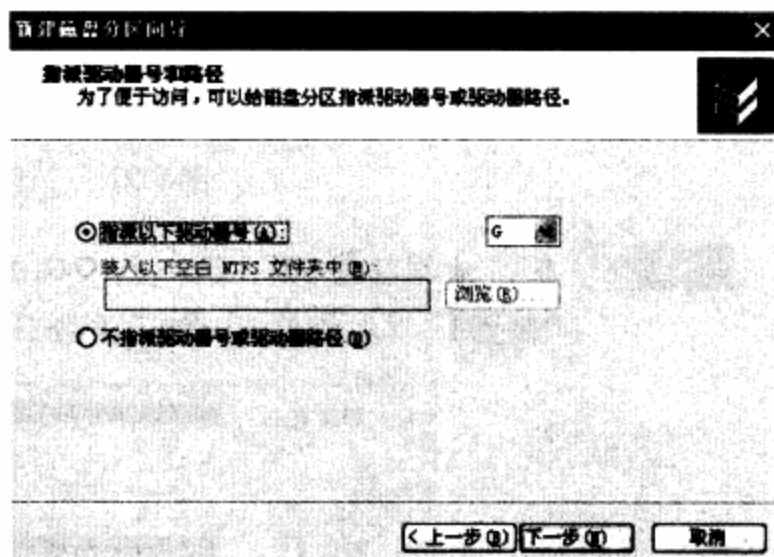 新建磁盘分区向导
指派驱动器号和路径
为了便于访问，可以给磁盘分区指派驱动器号或驱动器路径。
指派以下驱动器号(A):
G
装入以下空白 NTFS 文件夹中(M):
浏览(R)...
不指派驱动器号或驱动器路径(D)
<上一步(B)
下一步(N)
取消